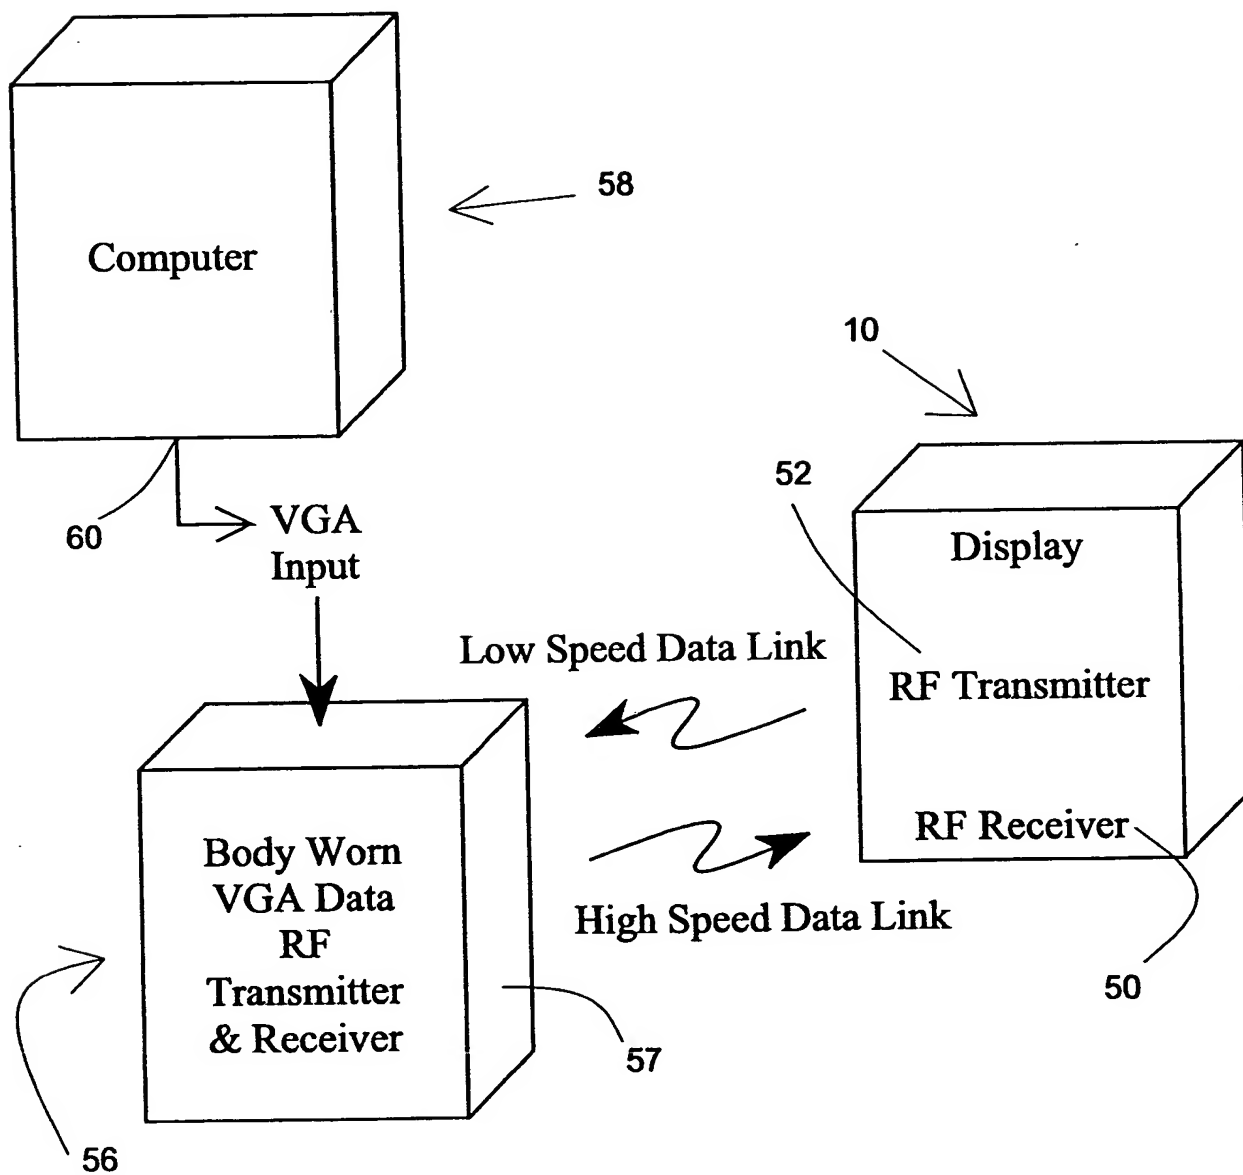 58
Computer
10
52
60
VGA
Input
Display
Low Speed Data Link
RF Transmitter
RF Receiver
Body Worn
VGA Data
RF
Transmitter
& Receiver
High Speed Data Link
50
57
56